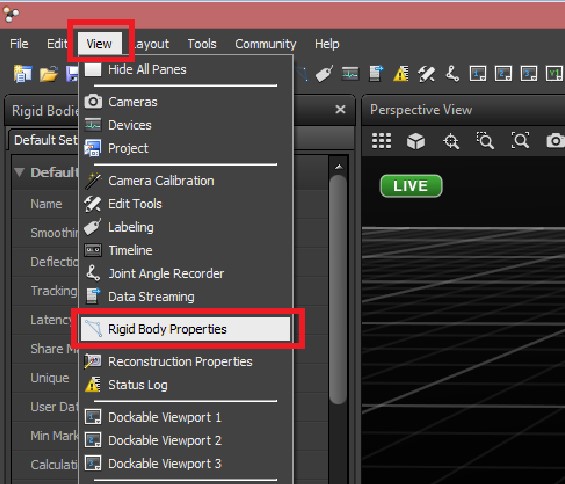 File Edit View Layout Tools Community Help
Hide All Panes
Rigid Bodie
Perspective View
Cameras
Devices
Default Set
Project
LIVE
Default
Camera Calibration
Name
Edit Tools
Smoothin
Labeling
Deflectio
Timeline
Tracking
Joint Angle Recorder
Data Streaming
Latency
Rigid Body Properties
Share M
Reconstruction Properties
Unique
Status Log
User Dat
Dockable Viewport 1
Min Mark
Dockable Viewport 2
Calculati
Dockable Viewport 3